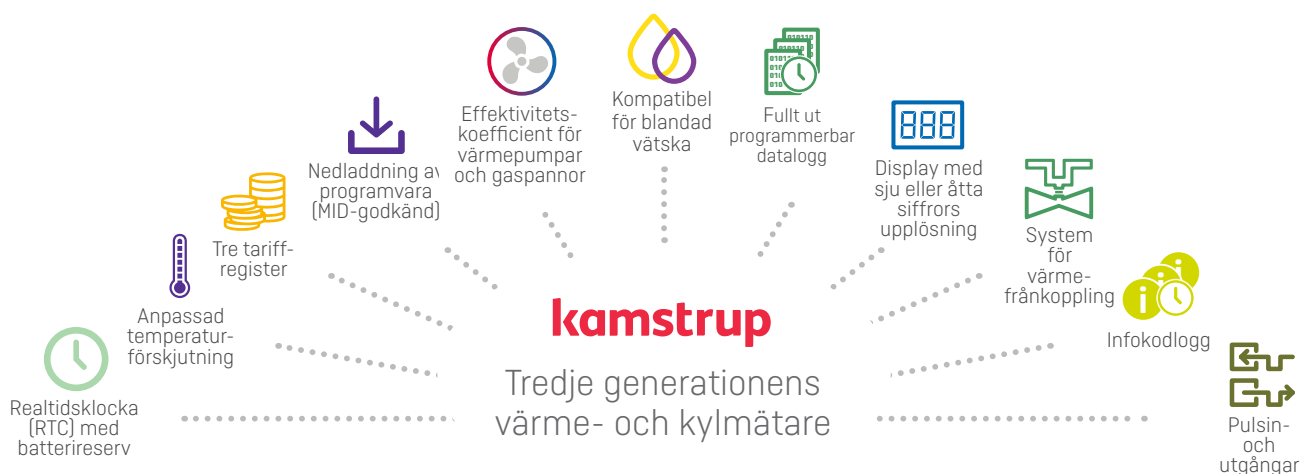 Realtidsklocka
(RTC) med
batterireserv
Anpassad
temperatur-
förskjutning
Tre tariff-
register
Nedladdning av
programvara
(MID-godkänd)
Effektivitets-
koefficient för
värmepumpar
och gaspannor
Kompatibel
för blandad
vätska
Fullt ut
programmerbar
datalogg
888
Display med
sju eller åtta
siffrors
upplösning
System
för
värme-
frånkoppling
Infokodlogg
Pulsin-
och
utgångar
kamstrup
Tredje generationens
värme- och kylmätare